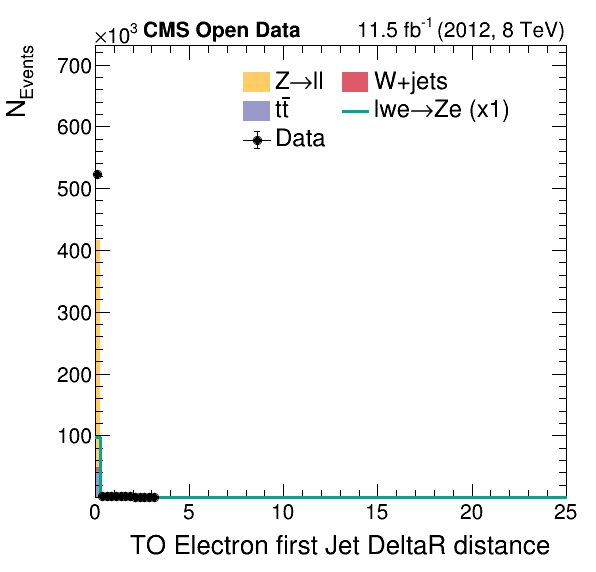 ×10³ CMS Open Data 11.5 fb⁻¹ (2012, 8 TeV)
N_Events
700
600
500
400
300
200
100
Z→ll W+jets
tt̄ lwe→Ze (x1)
Data
0 5 10 15 20 25
TO Electron first Jet DeltaR distance